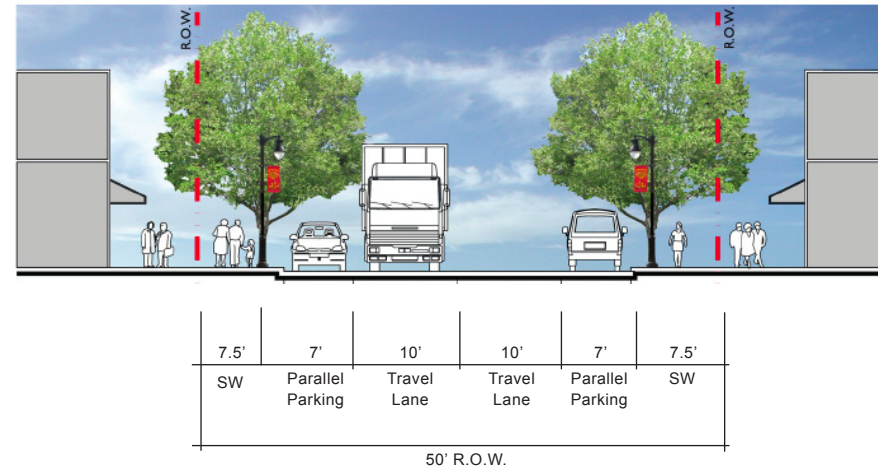 R.O.W.
R.O.W.
7.5’ 7’ 10’ 10’ 7’ 7.5’
SW Parallel Travel Travel Parallel SW
Parking Lane Lane Parking
50’ R.O.W.